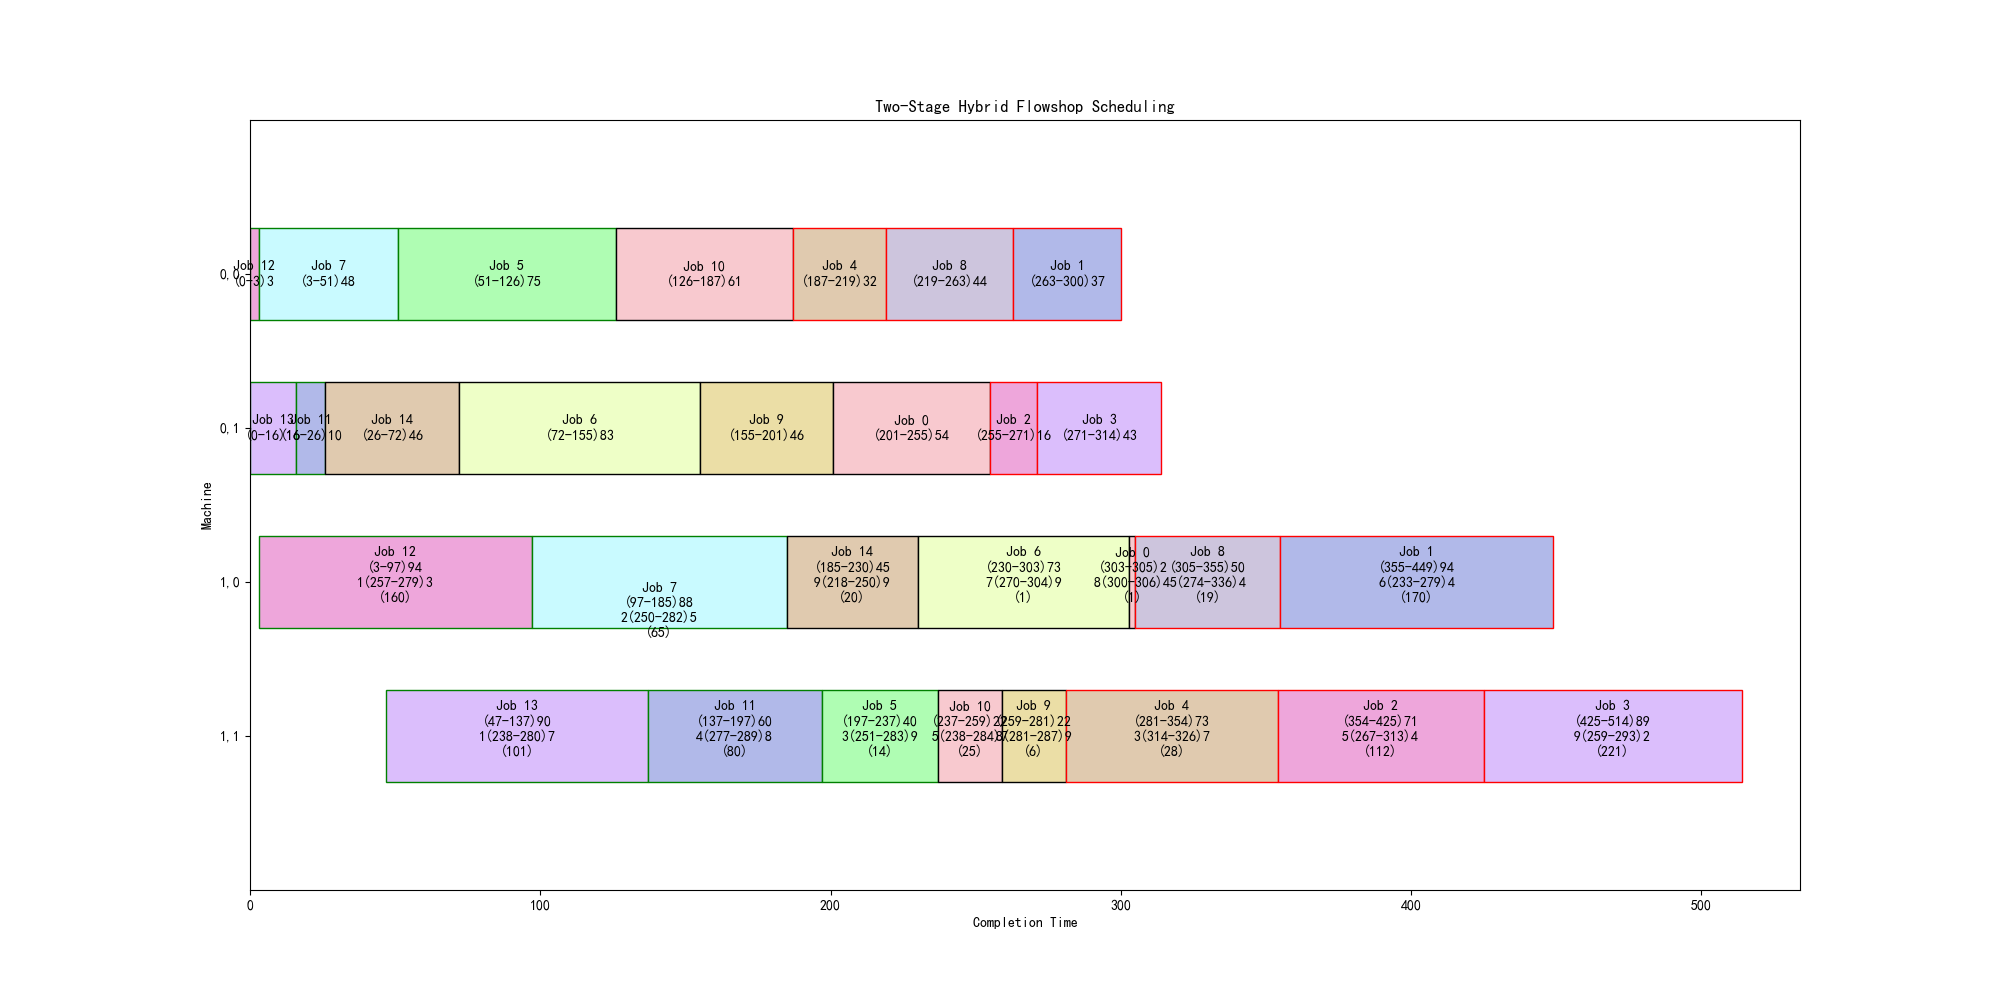 Two-Stage Hybrid Flowshop Scheduling
Machine
0,0
Job 12
(0-3)3
Job 7
(3-51)48
Job 5
(51-126)75
Job 10
(126-187)61
Job 4
(187-219)32
Job 8
(219-263)44
Job 1
(263-300)37
0,1
Job 13
(0-16)16
Job 11
(16-26)10
Job 14
(26-72)46
Job 6
(72-155)83
Job 9
(155-201)46
Job 0
(201-255)54
Job 2
(255-271)16
Job 3
(271-314)43
1,0
Job 12
(3-97)94
1(257-279)3
(160)
Job 7
(97-185)88
2(250-282)5
(65)
Job 14
(185-230)45
9(218-250)9
(20)
Job 6
(230-303)73
7(270-304)9
(1)
Job 0
(303-305)2
8(300-306)4
(1)
Job 8
(305-355)50
5(274-336)4
(19)
Job 1
(355-449)94
6(233-279)4
(170)
1,1
Job 13
(47-137)90
1(238-280)7
(101)
Job 11
(137-197)60
4(277-289)8
(80)
Job 5
(197-237)40
3(251-283)9
(14)
Job 10
(237-259)22
5(238-284)
(25)
Job 9
(259-281)22
(281-287)9
(6)
Job 4
(281-354)73
3(314-326)7
(28)
Job 2
(354-425)71
5(267-313)4
(112)
Job 3
(425-514)89
9(259-293)2
(221)
0 100 200 300 400 500
Completion Time